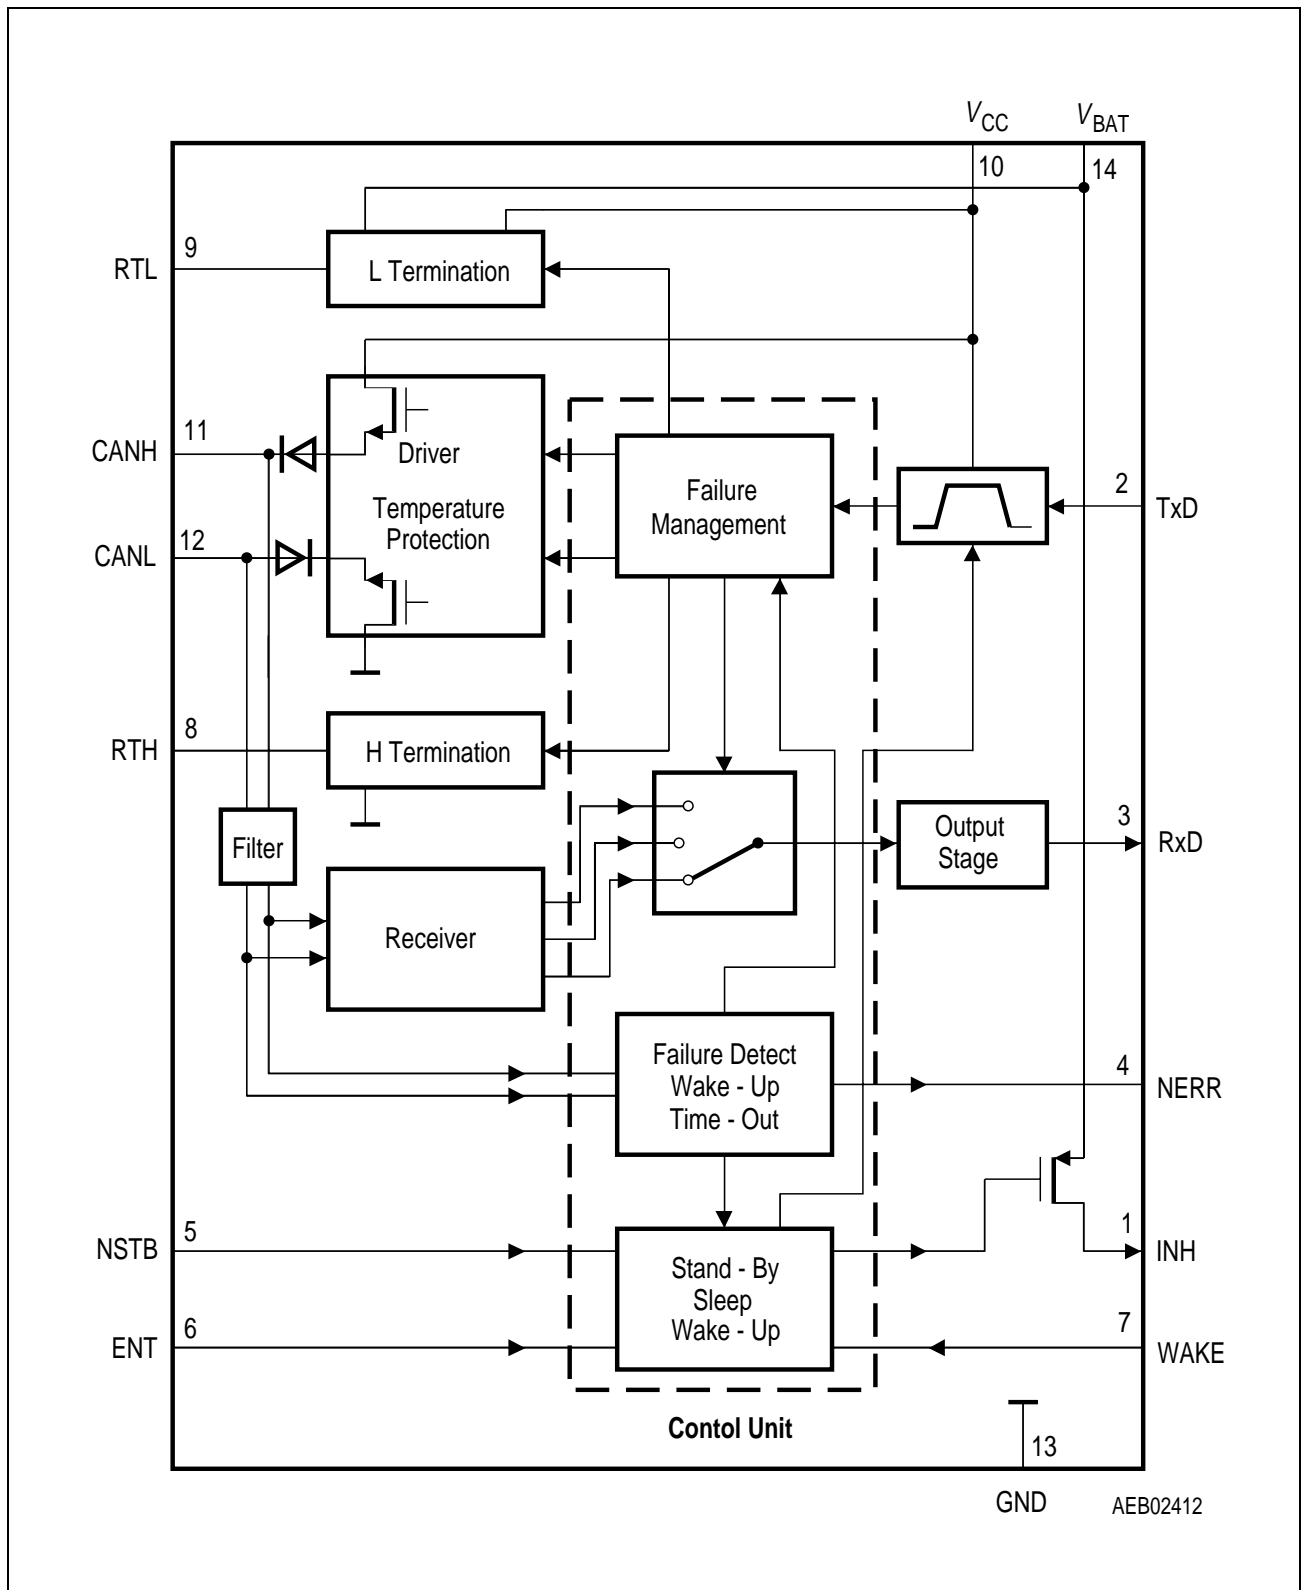 VCC
VBAT
10
14
9
RTL
L Termination
11
CANH
Driver
Temperature
Protection
12
CANL
Failure
Management
2
TxD
8
RTH
H Termination
Filter
Receiver
Output
Stage
3
RxD
Failure Detect
Wake - Up
Time - Out
4
NERR
5
NSTB
Stand - By
Sleep
Wake - Up
1
INH
6
ENT
7
WAKE
Contol Unit
13
GND
AEB02412